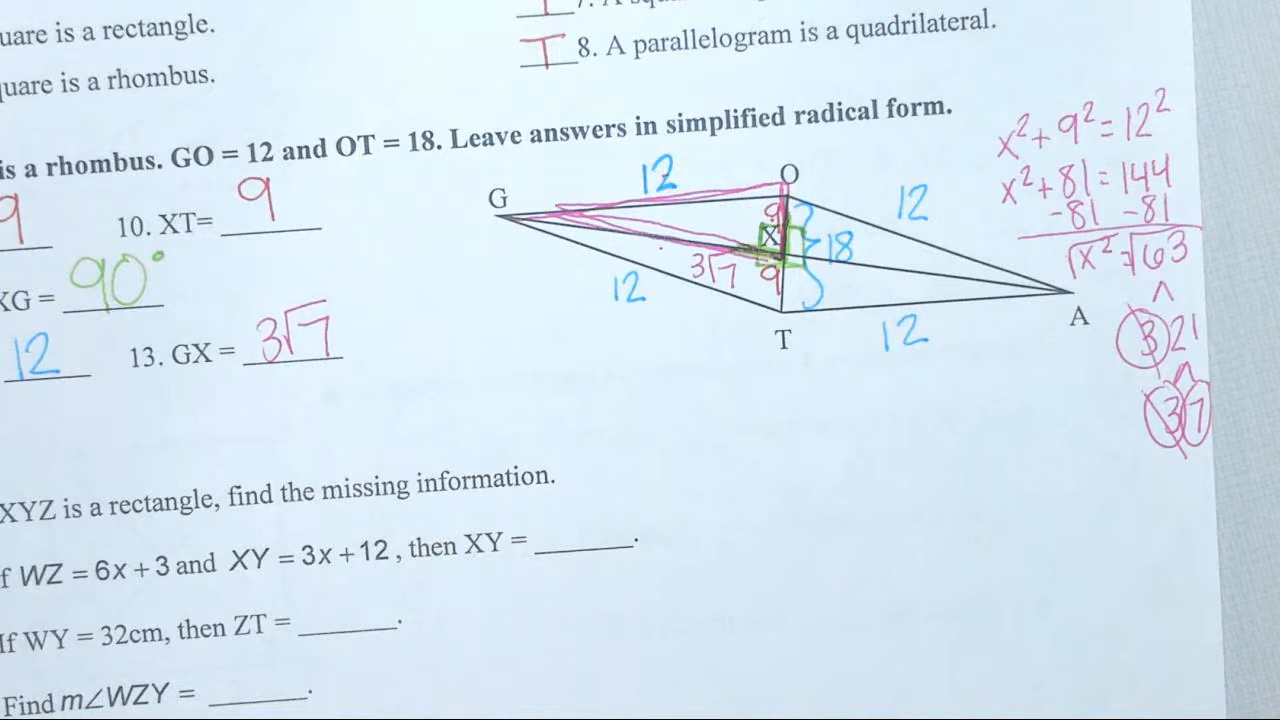 uare is a rectangle.
T 8. A parallelogram is a quadrilateral.
quare is a rhombus.
is a rhombus. GO = 12 and OT = 18. Leave answers in simplified radical form.
9 10. XT= 9
XG = 90°
12 13. GX = 3√7
G 12 O 12
9
X 18
3√7 9
12
T 12 A
x² + 9² = 12²
x² + 81 = 144
-81 -81
√x² = √63
3 21
3 7
XYZ is a rectangle, find the missing information.
f WZ = 6x + 3 and XY = 3x + 12, then XY = ______.
If WY = 32cm, then ZT = ______.
Find m∠WZY = ______.